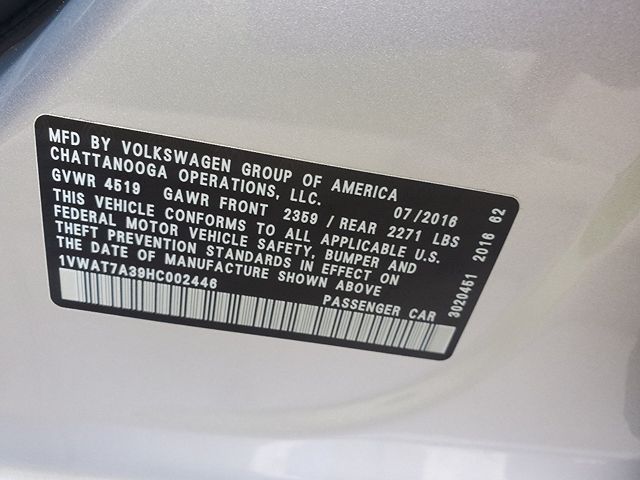 MFD BY VOLKSWAGEN GROUP OF AMERICA
CHATTANOOGA OPERATIONS, LLC.
GVWR 4519 GAWR FRONT 2359 / REAR 2271 LBS 07/2016
THIS VEHICLE CONFORMS TO ALL APPLICABLE U.S.
FEDERAL MOTOR VEHICLE SAFETY, BUMPER AND
THEFT PREVENTION STANDARDS IN EFFECT ON
THE DATE OF MANUFACTURE SHOWN ABOVE
1VWAT7A39HC002446
PASSENGER CAR
3020451 2016 62